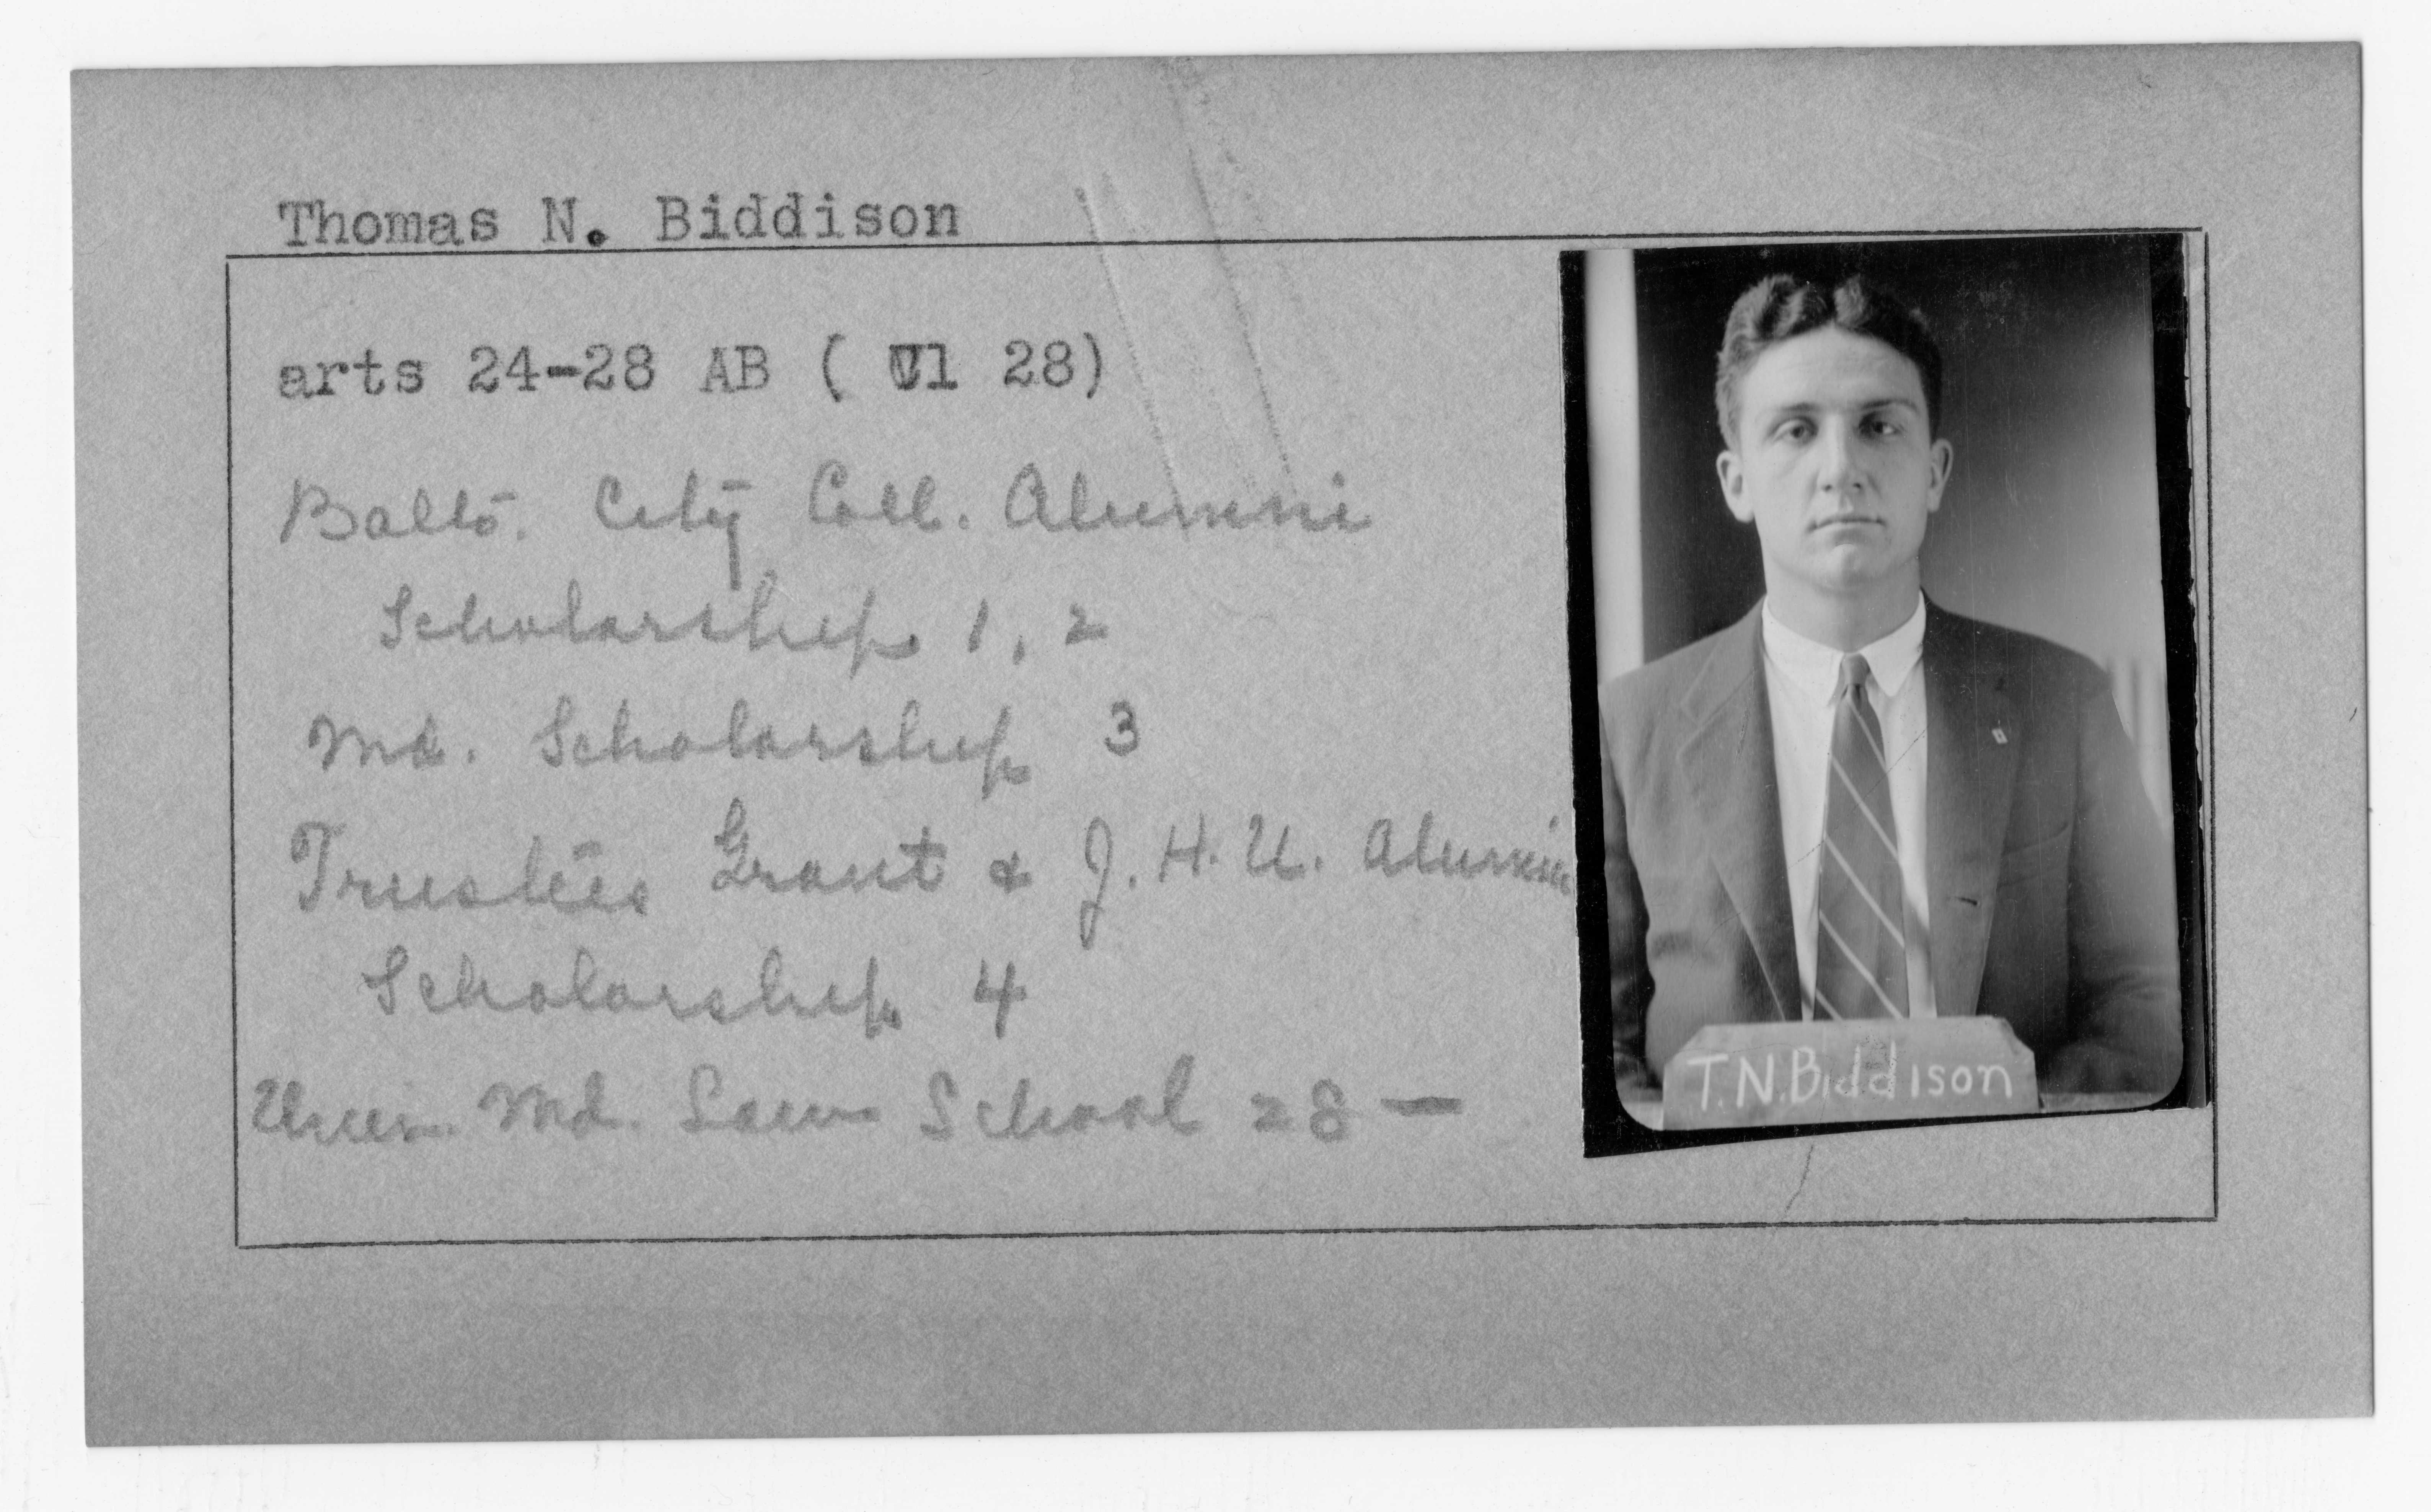 Thomas N. Biddison
arts 24-28 AB ( Vl 28)
Balto. City Coll. Alumni
Scholarship 1, 2
Md. Scholarship 3
Trustees Grant & J. H. U. Alumni
Scholarship 4
Univ. Md. Law School 28 —
T.N.Biddison